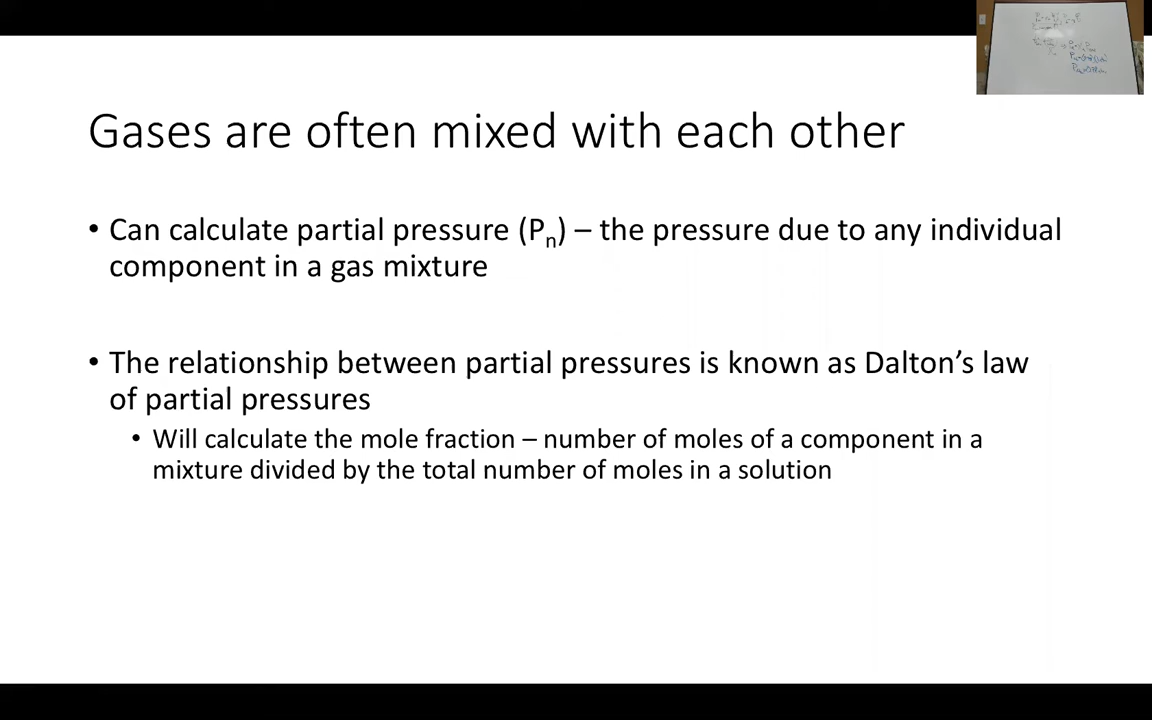 Gases are often mixed with each other
• Can calculate partial pressure (Pn) – the pressure due to any individual
component in a gas mixture
• The relationship between partial pressures is known as Dalton’s law
of partial pressures
• Will calculate the mole fraction – number of moles of a component in a
mixture divided by the total number of moles in a solution